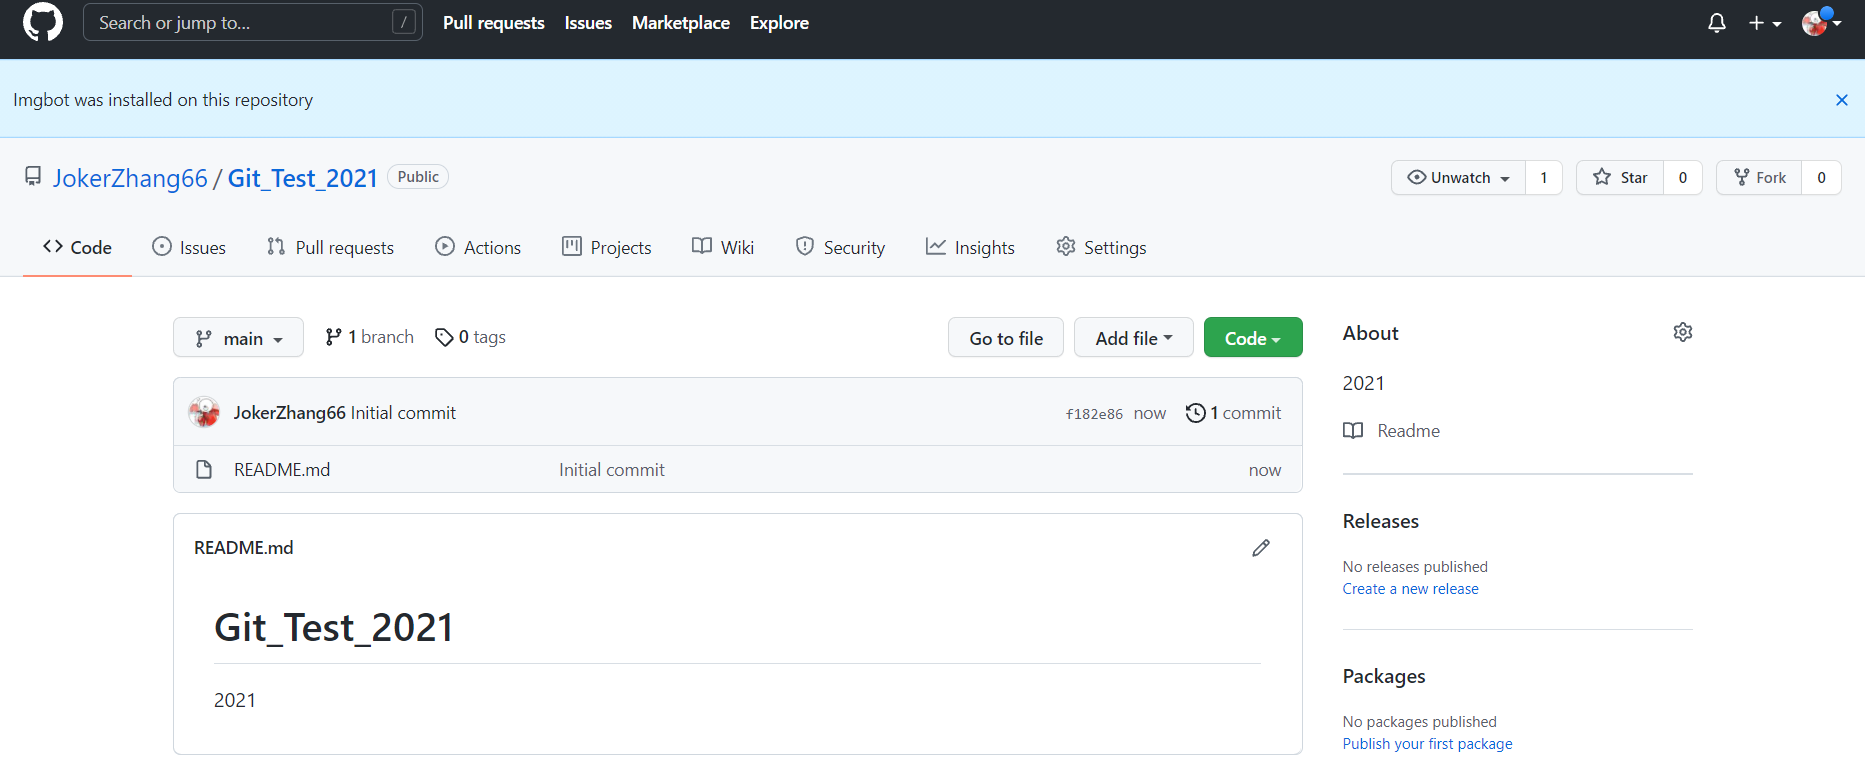 Search or jump to... / Pull requests Issues Marketplace Explore
Imgbot was installed on this repository
JokerZhang66 / Git_Test_2021 Public Unwatch 1 Star 0 Fork 0
Code Issues Pull requests Actions Projects Wiki Security Insights Settings
main 1 branch 0 tags Go to file Add file Code
JokerZhang66 Initial commit f182e86 now 1 commit
README.md Initial commit now
README.md
Git_Test_2021
2021
About
2021
Readme
Releases
No releases published
Create a new release
Packages
No packages published
Publish your first package